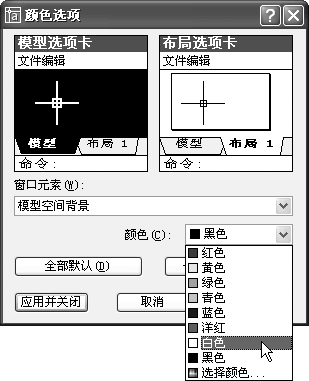 颜色选项
模型选项卡
文件编辑
模型
布局 1
命令:
布局选项卡
文件编辑
模型
布局 1
命令:
窗口元素(W):
模型空间背景
颜色(C):
黑色
红色
黄色
绿色
青色
蓝色
洋红
白色
黑色
选择颜色...
全部默认(D)
应用并关闭
取消